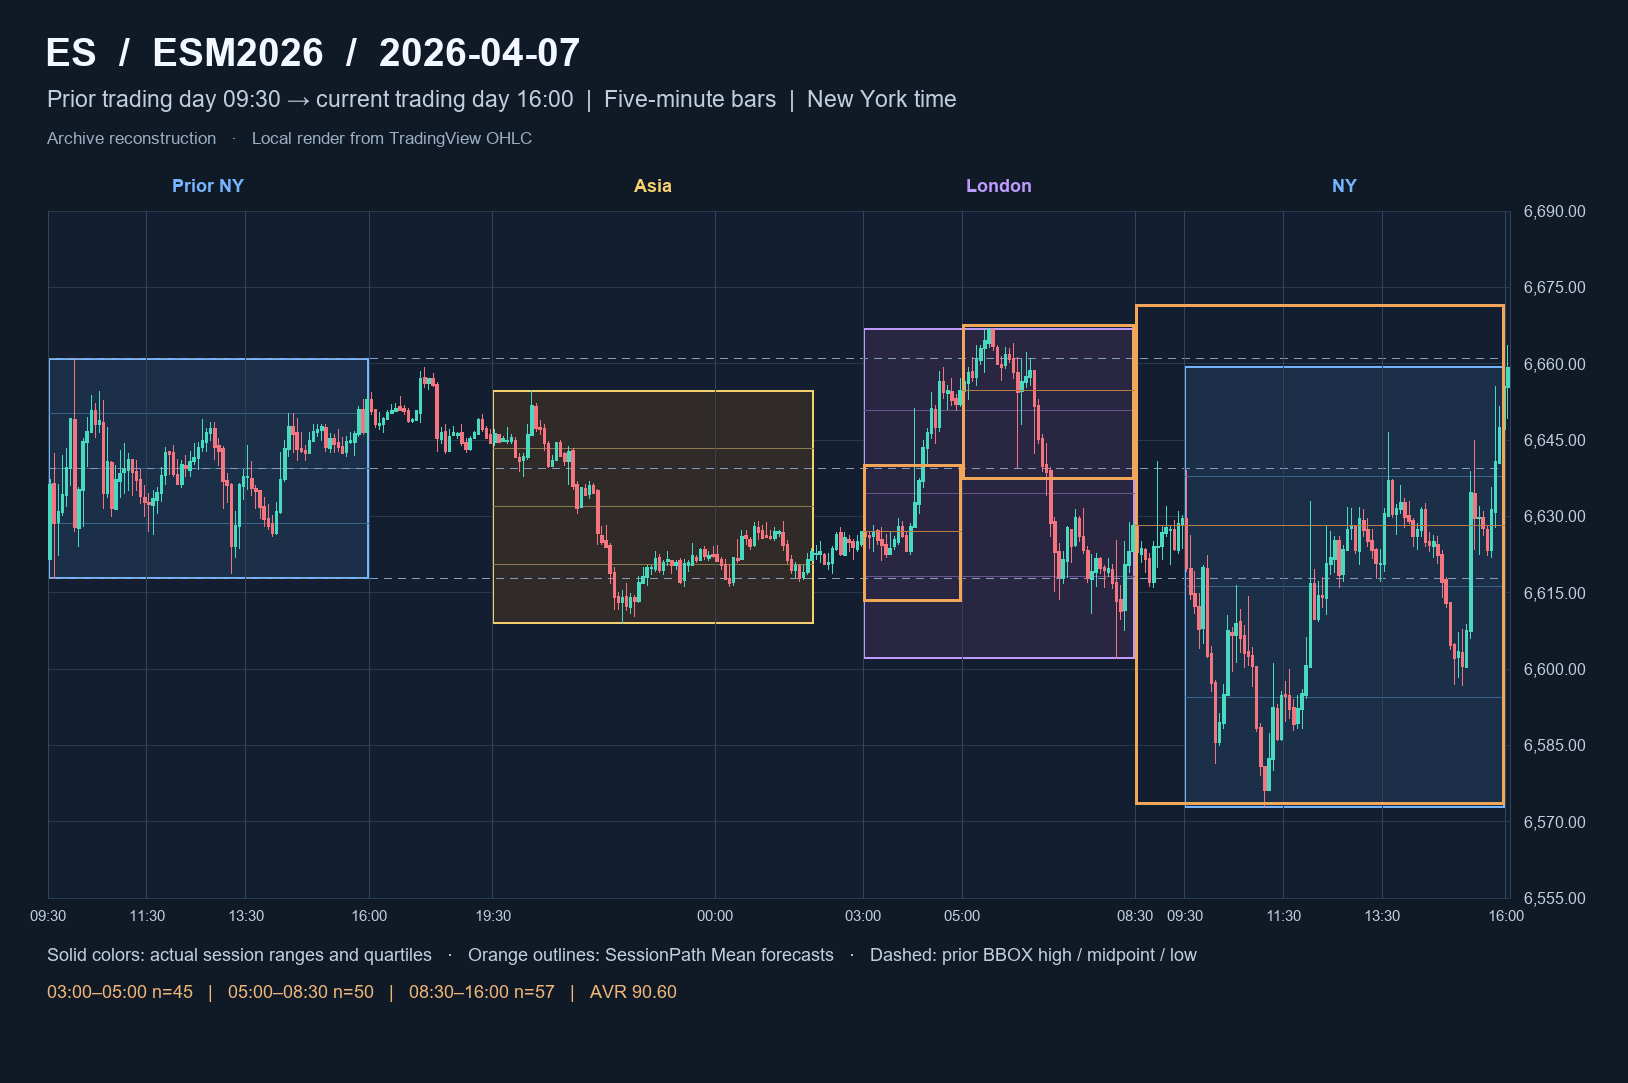 ES / ESM2026 / 2026-04-07
Prior trading day 09:30 → current trading day 16:00 | Five-minute bars | New York time
Archive reconstruction · Local render from TradingView OHLC
Prior NY Asia London NY
6,690.00
6,675.00
6,660.00
6,645.00
6,630.00
6,615.00
6,600.00
6,585.00
6,570.00
6,555.00
09:30 11:30 13:30 16:00 19:30 00:00 03:00 05:00 08:30 09:30 11:30 13:30 16:00
Solid colors: actual session ranges and quartiles · Orange outlines: SessionPath Mean forecasts · Dashed: prior BBOX high / midpoint / low
03:00–05:00 n=45 | 05:00–08:30 n=50 | 08:30–16:00 n=57 | AVR 90.60